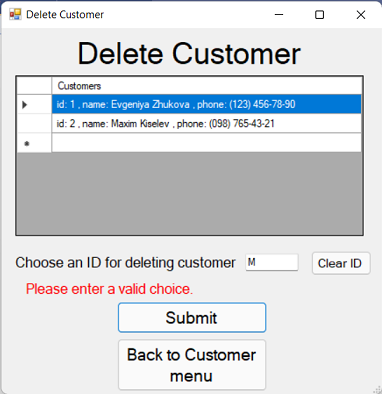 Delete Customer
Delete Customer
Customers
id: 1 , name: Evgeniya Zhukova , phone: (123) 456-78-90
id: 2 , name: Maxim Kiselev , phone: (098) 765-43-21
Choose an ID for deleting customer M Clear ID
Please enter a valid choice.
Submit
Back to Customer
menu